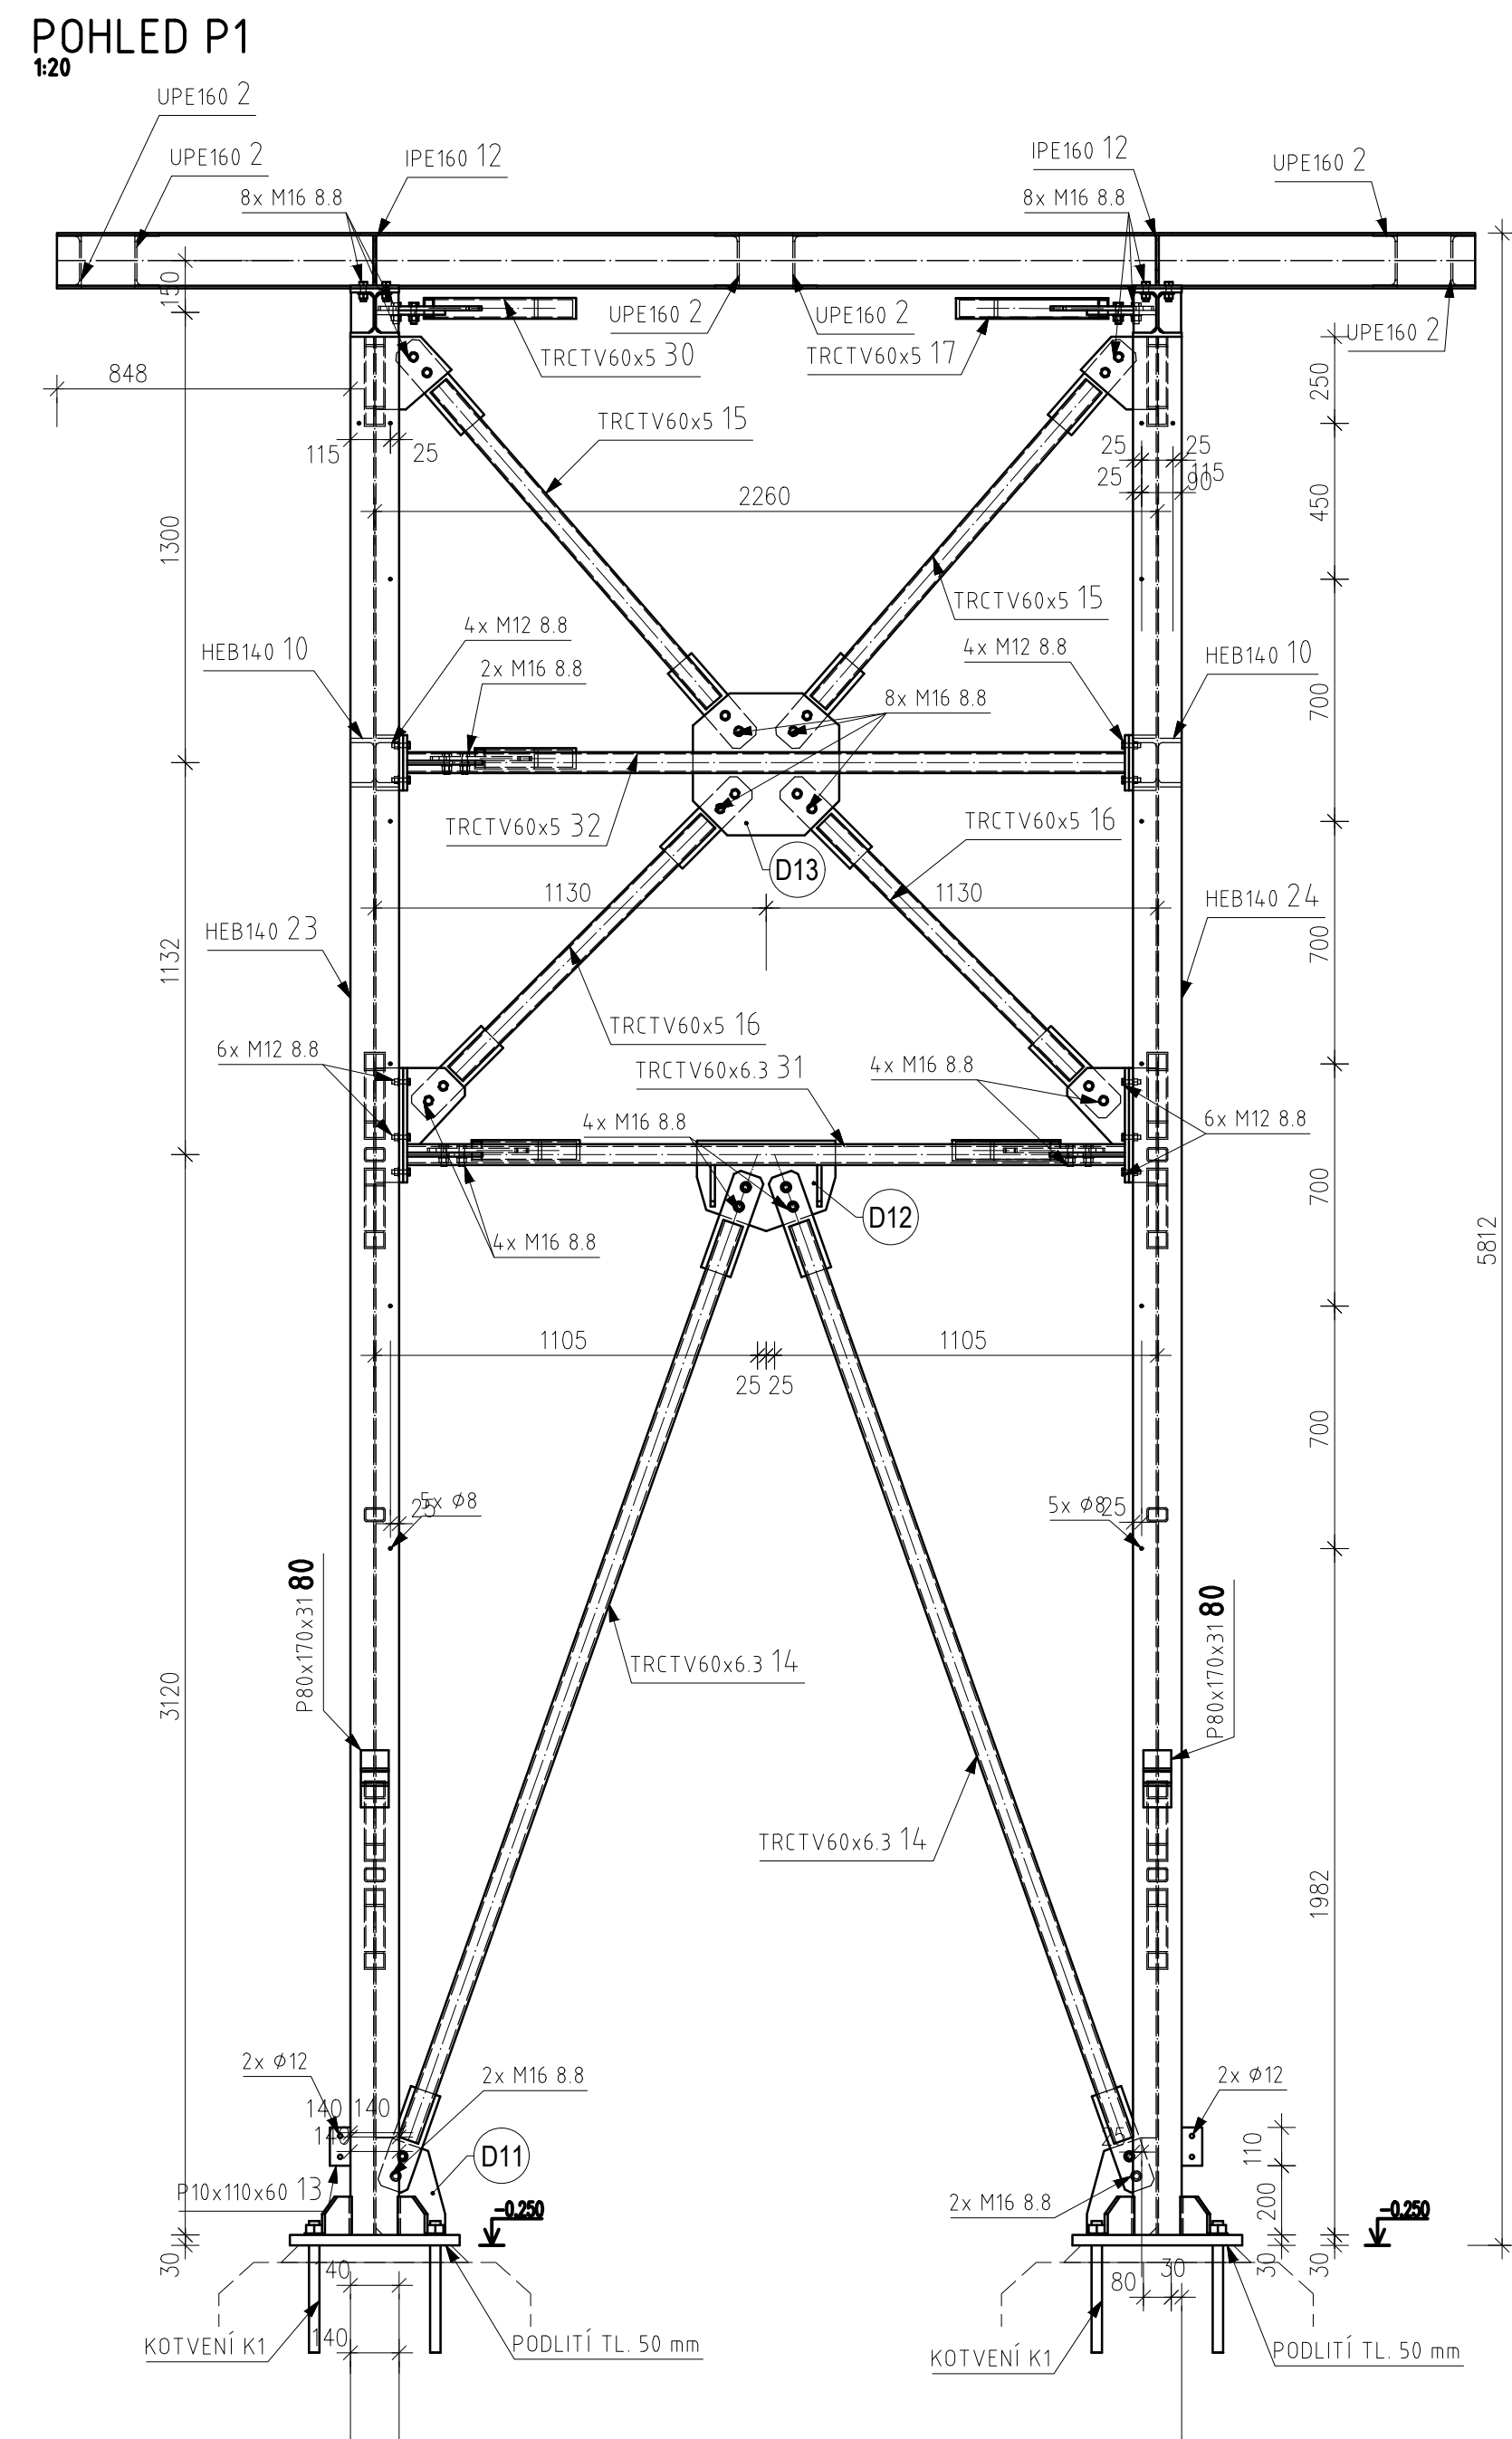 POHLED P1
1:20
UPE160 2
UPE160 2
IPE160 12
IPE160 12
UPE160 2
8x M16 8.8
8x M16 8.8
150
UPE160 2
UPE160 2
UPE160 2
TRCTV60x5 30
TRCTV60x5 17
848
250
TRCTV60x5 15
115
25
25
25
115
25
90
2260
450
1300
TRCTV60x5 15
4x M12 8.8
4x M12 8.8
HEB140 10
HEB140 10
2x M16 8.8
8x M16 8.8
700
TRCTV60x5 32
TRCTV60x5 16
D13
1130
1130
HEB140 24
HEB140 23
1132
700
TRCTV60x5 16
6x M12 8.8
TRCTV60x6.3 31
4x M16 8.8
4x M16 8.8
6x M12 8.8
700
D12
4x M16 8.8
5812
1105
1105
25
25
700
5x Ø8
25
5x Ø8
25
P80x170x31 80
P80x170x31 80
TRCTV60x6.3 14
3120
TRCTV60x6.3 14
1982
2x Ø12
2x M16 8.8
2x Ø12
140
140
25
110
D11
P10x110x60 13
2x M16 8.8
200
-0.250
-0.250
30
30
30
30
80
KOTVENÍ K1
140
PODLITÍ TL. 50 mm
KOTVENÍ K1
PODLITÍ TL. 50 mm